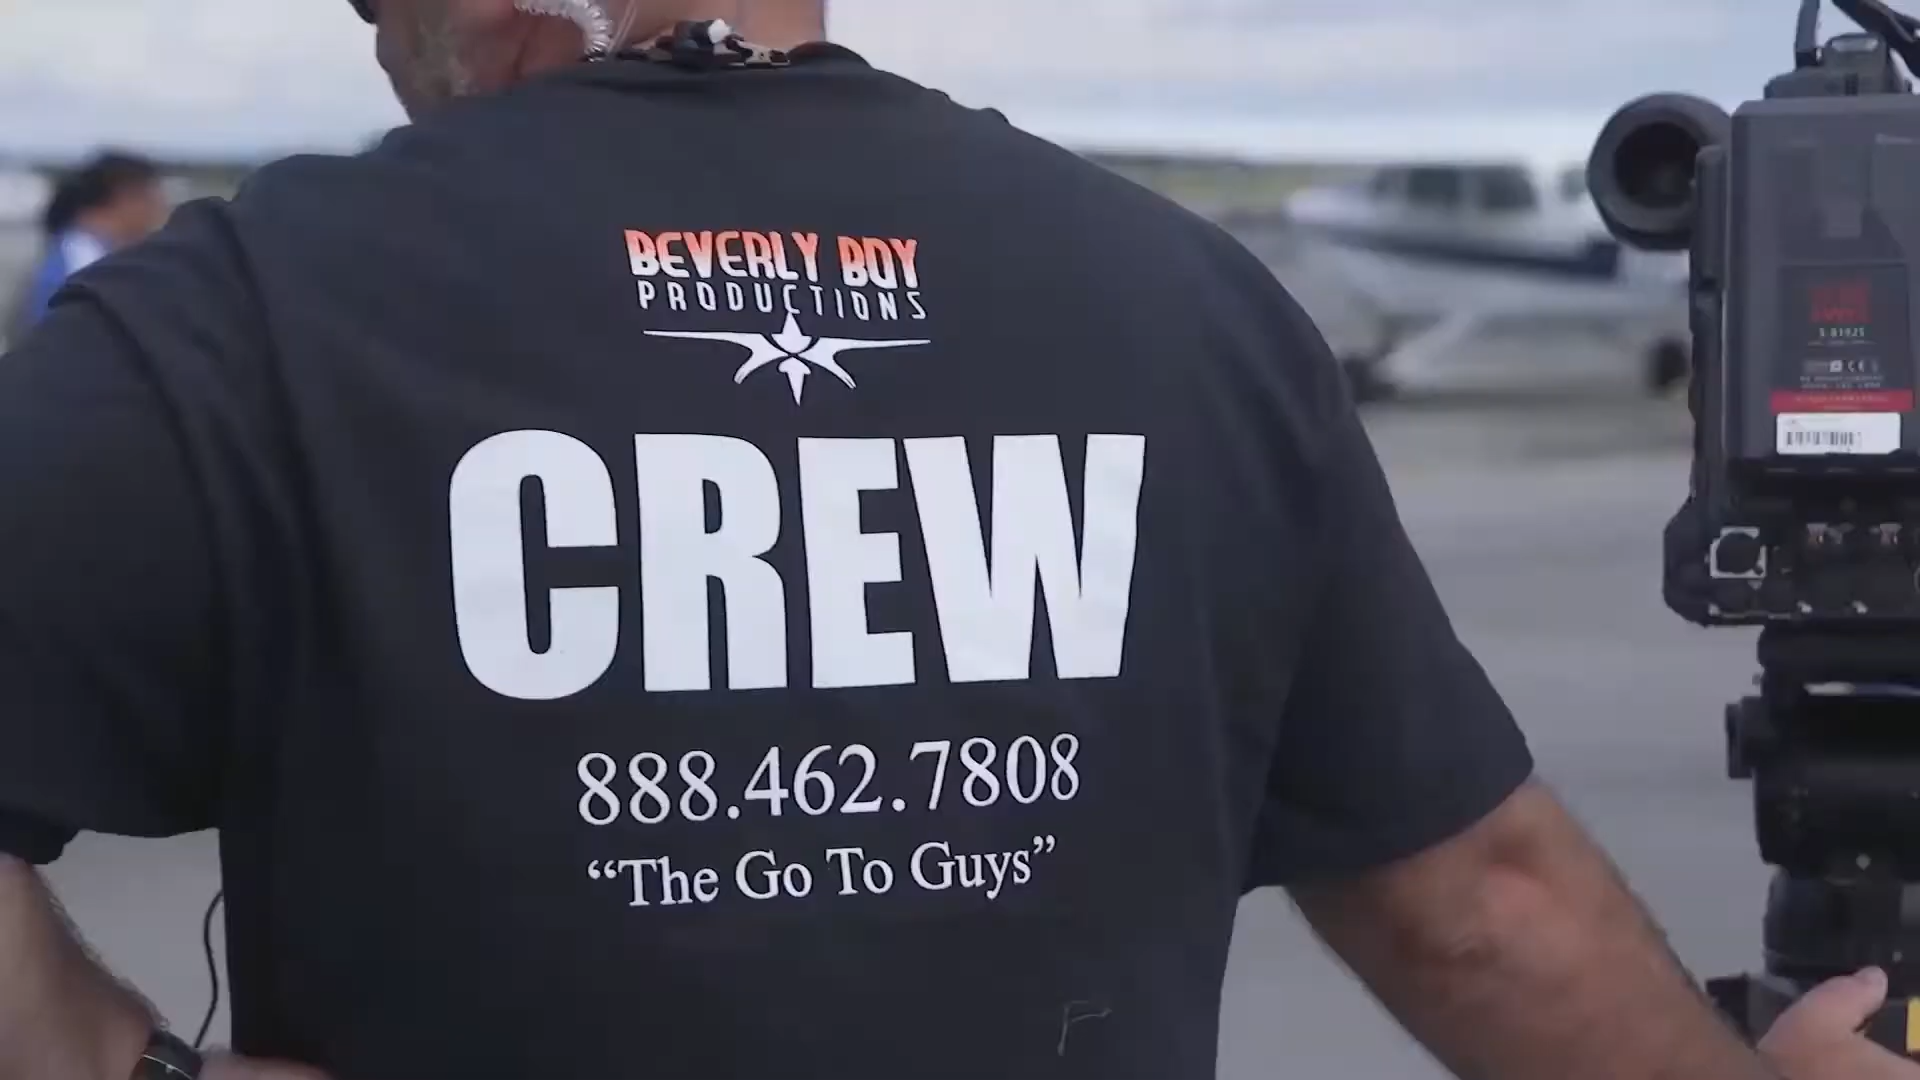 BEVERLY BOY
PRODUCTIONS
CREW
888.462.7808
“The Go To Guys”